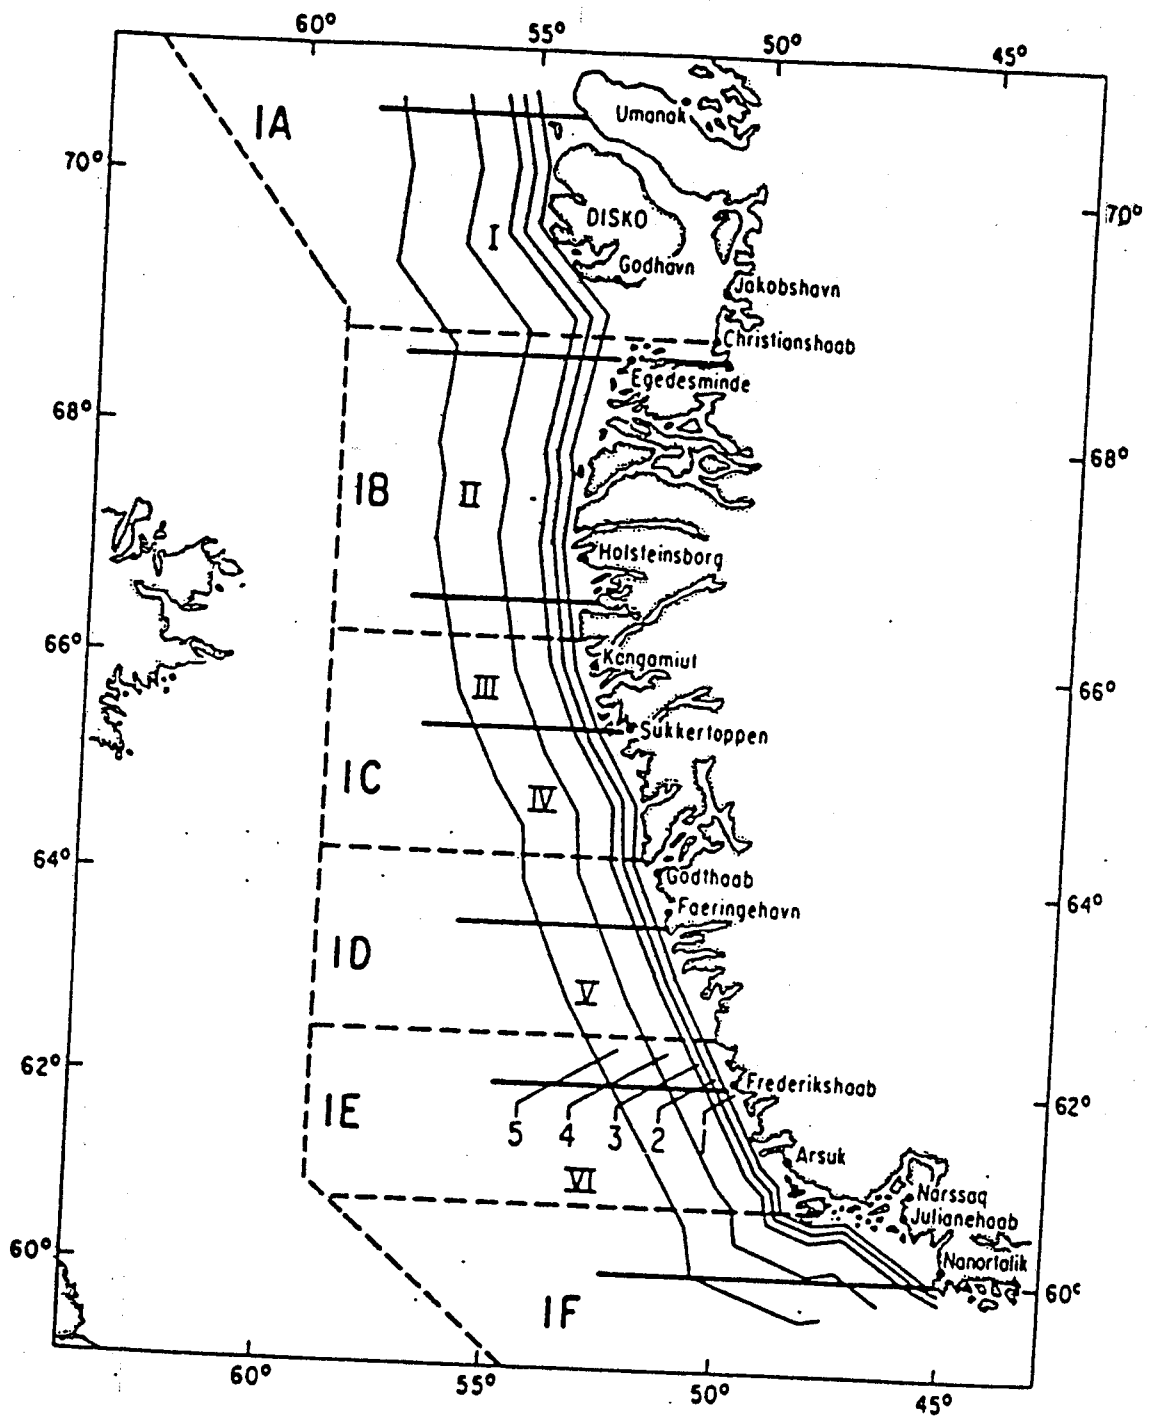 60°
55°
50°
45°
1A
Umanak
70°
70°
DISKO
I
Godhavn
Jakobshavn
Christianshaab
Egedesminde
68°
68°
1B
II
Holsteinsborg
66°
Kangamiut
III
66°
Sukkertoppen
1C
IV
64°
Godthaab
Faeringehavn
64°
1D
V
62°
Frederikshaab
62°
1E
5
4
3
2
1
Arsuk
VI
Narssaq
Julianehaab
60°
Nanortalik
60°
1F
60°
55°
50°
45°